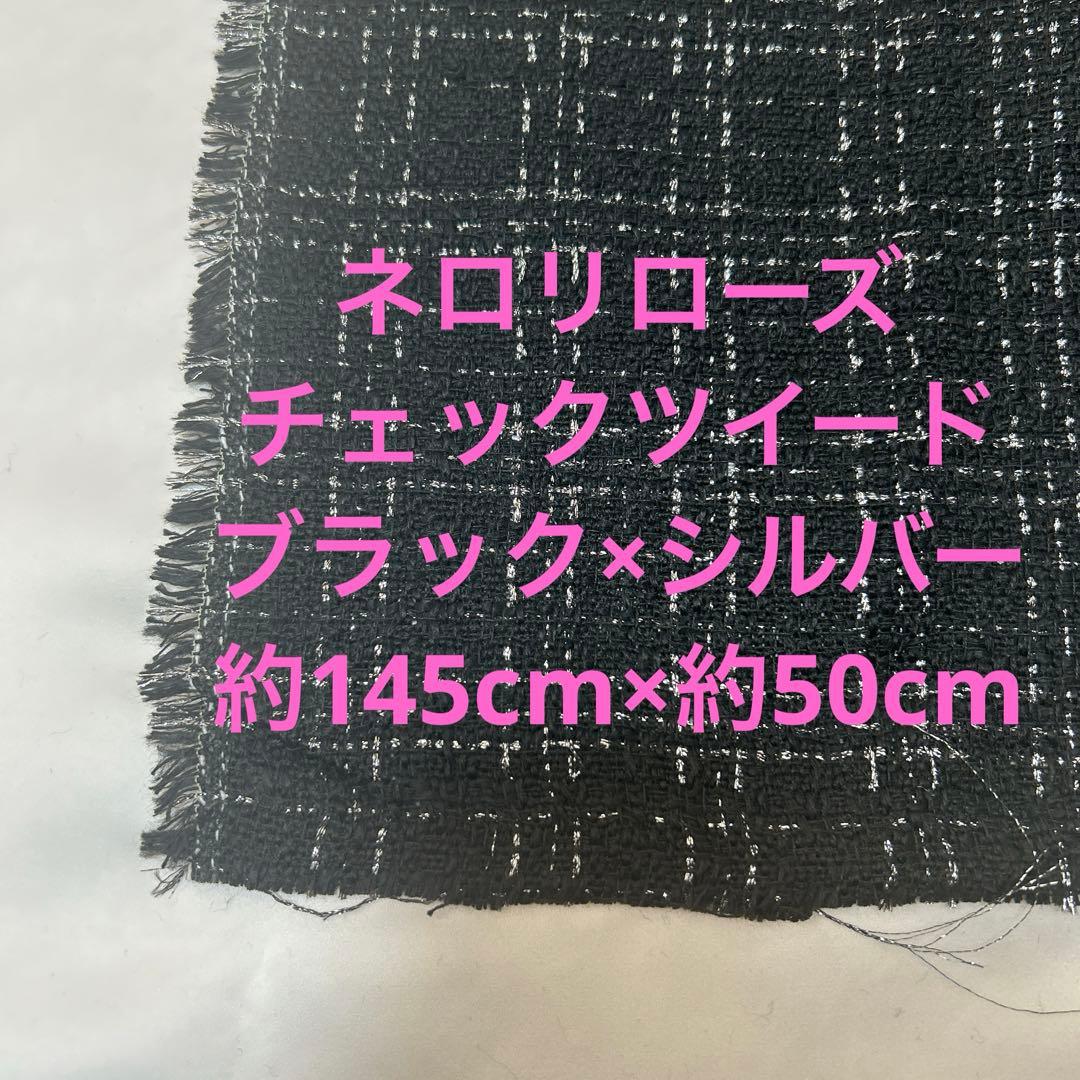 ネロリローズ
チェックツイード
ブラック×シルバー
約145cm×約50cm